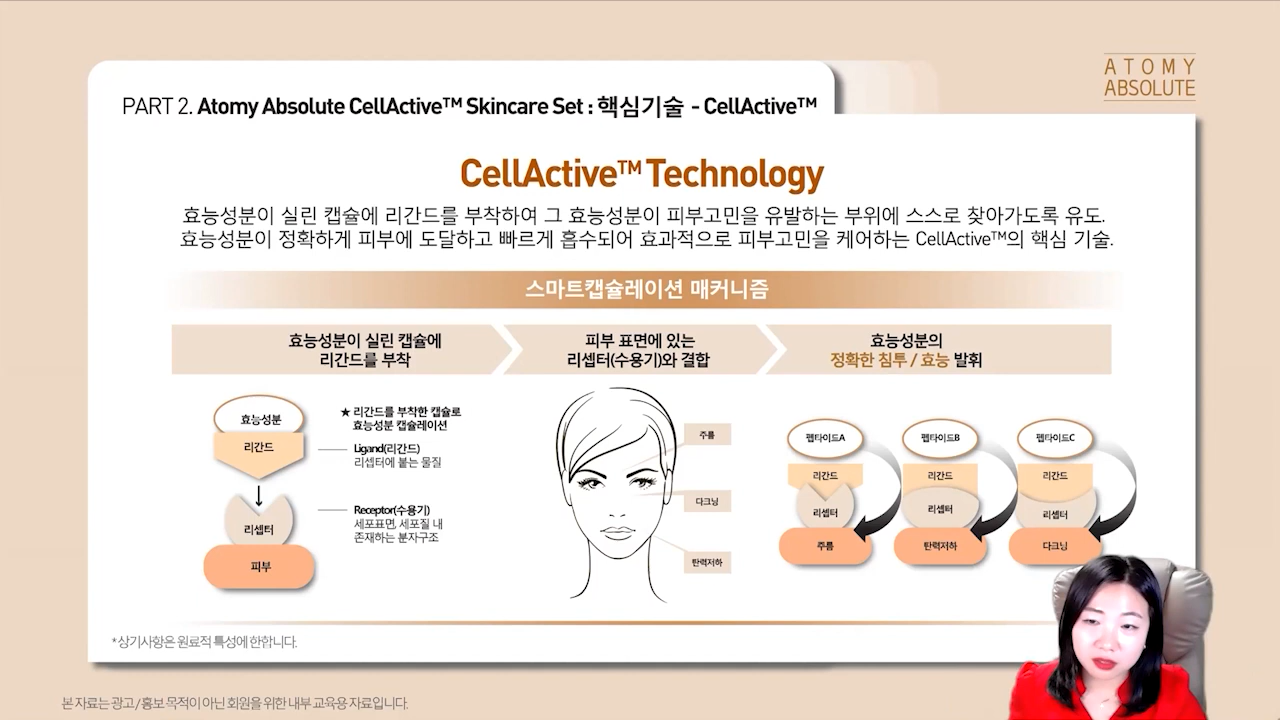 ATOMY
ABSOLUTE
PART 2. Atomy Absolute CellActive™ Skincare Set : 핵심기술 - CellActive™
CellActive™ Technology
효능성분이 실린 캡슐에 리간드를 부착하여 그 효능성분이 피부고민을 유발하는 부위에 스스로 찾아가도록 유도.
효능성분이 정확하게 피부에 도달하고 빠르게 흡수되어 효과적으로 피부고민을 케어하는 CellActive™의 핵심 기술.
스마트캡슐레이션 매커니즘
효능성분이 실린 캡슐에
리간드를 부착
피부 표면에 있는
리셉터(수용기)와 결합
효능성분의
정확한 침투 / 효능 발휘
효능성분
리간드
리셉터
피부
★ 리간드를 부착한 캡슐로
효능성분 캡슐레이션
Ligand(리간드)
리셉터에 붙는 물질
Receptor(수용기)
세포표면, 세포질 내
존재하는 분자구조
주름
다크닝
탄력저하
펩타이드A
리간드
리셉터
주름
펩타이드B
리간드
리셉터
탄력저하
펩타이드C
리간드
리셉터
다크닝
*상기사항은 원료적 특성에 한합니다.
본 자료는 광고/홍보 목적이 아닌 회원을 위한 내부 교육용 자료입니다.